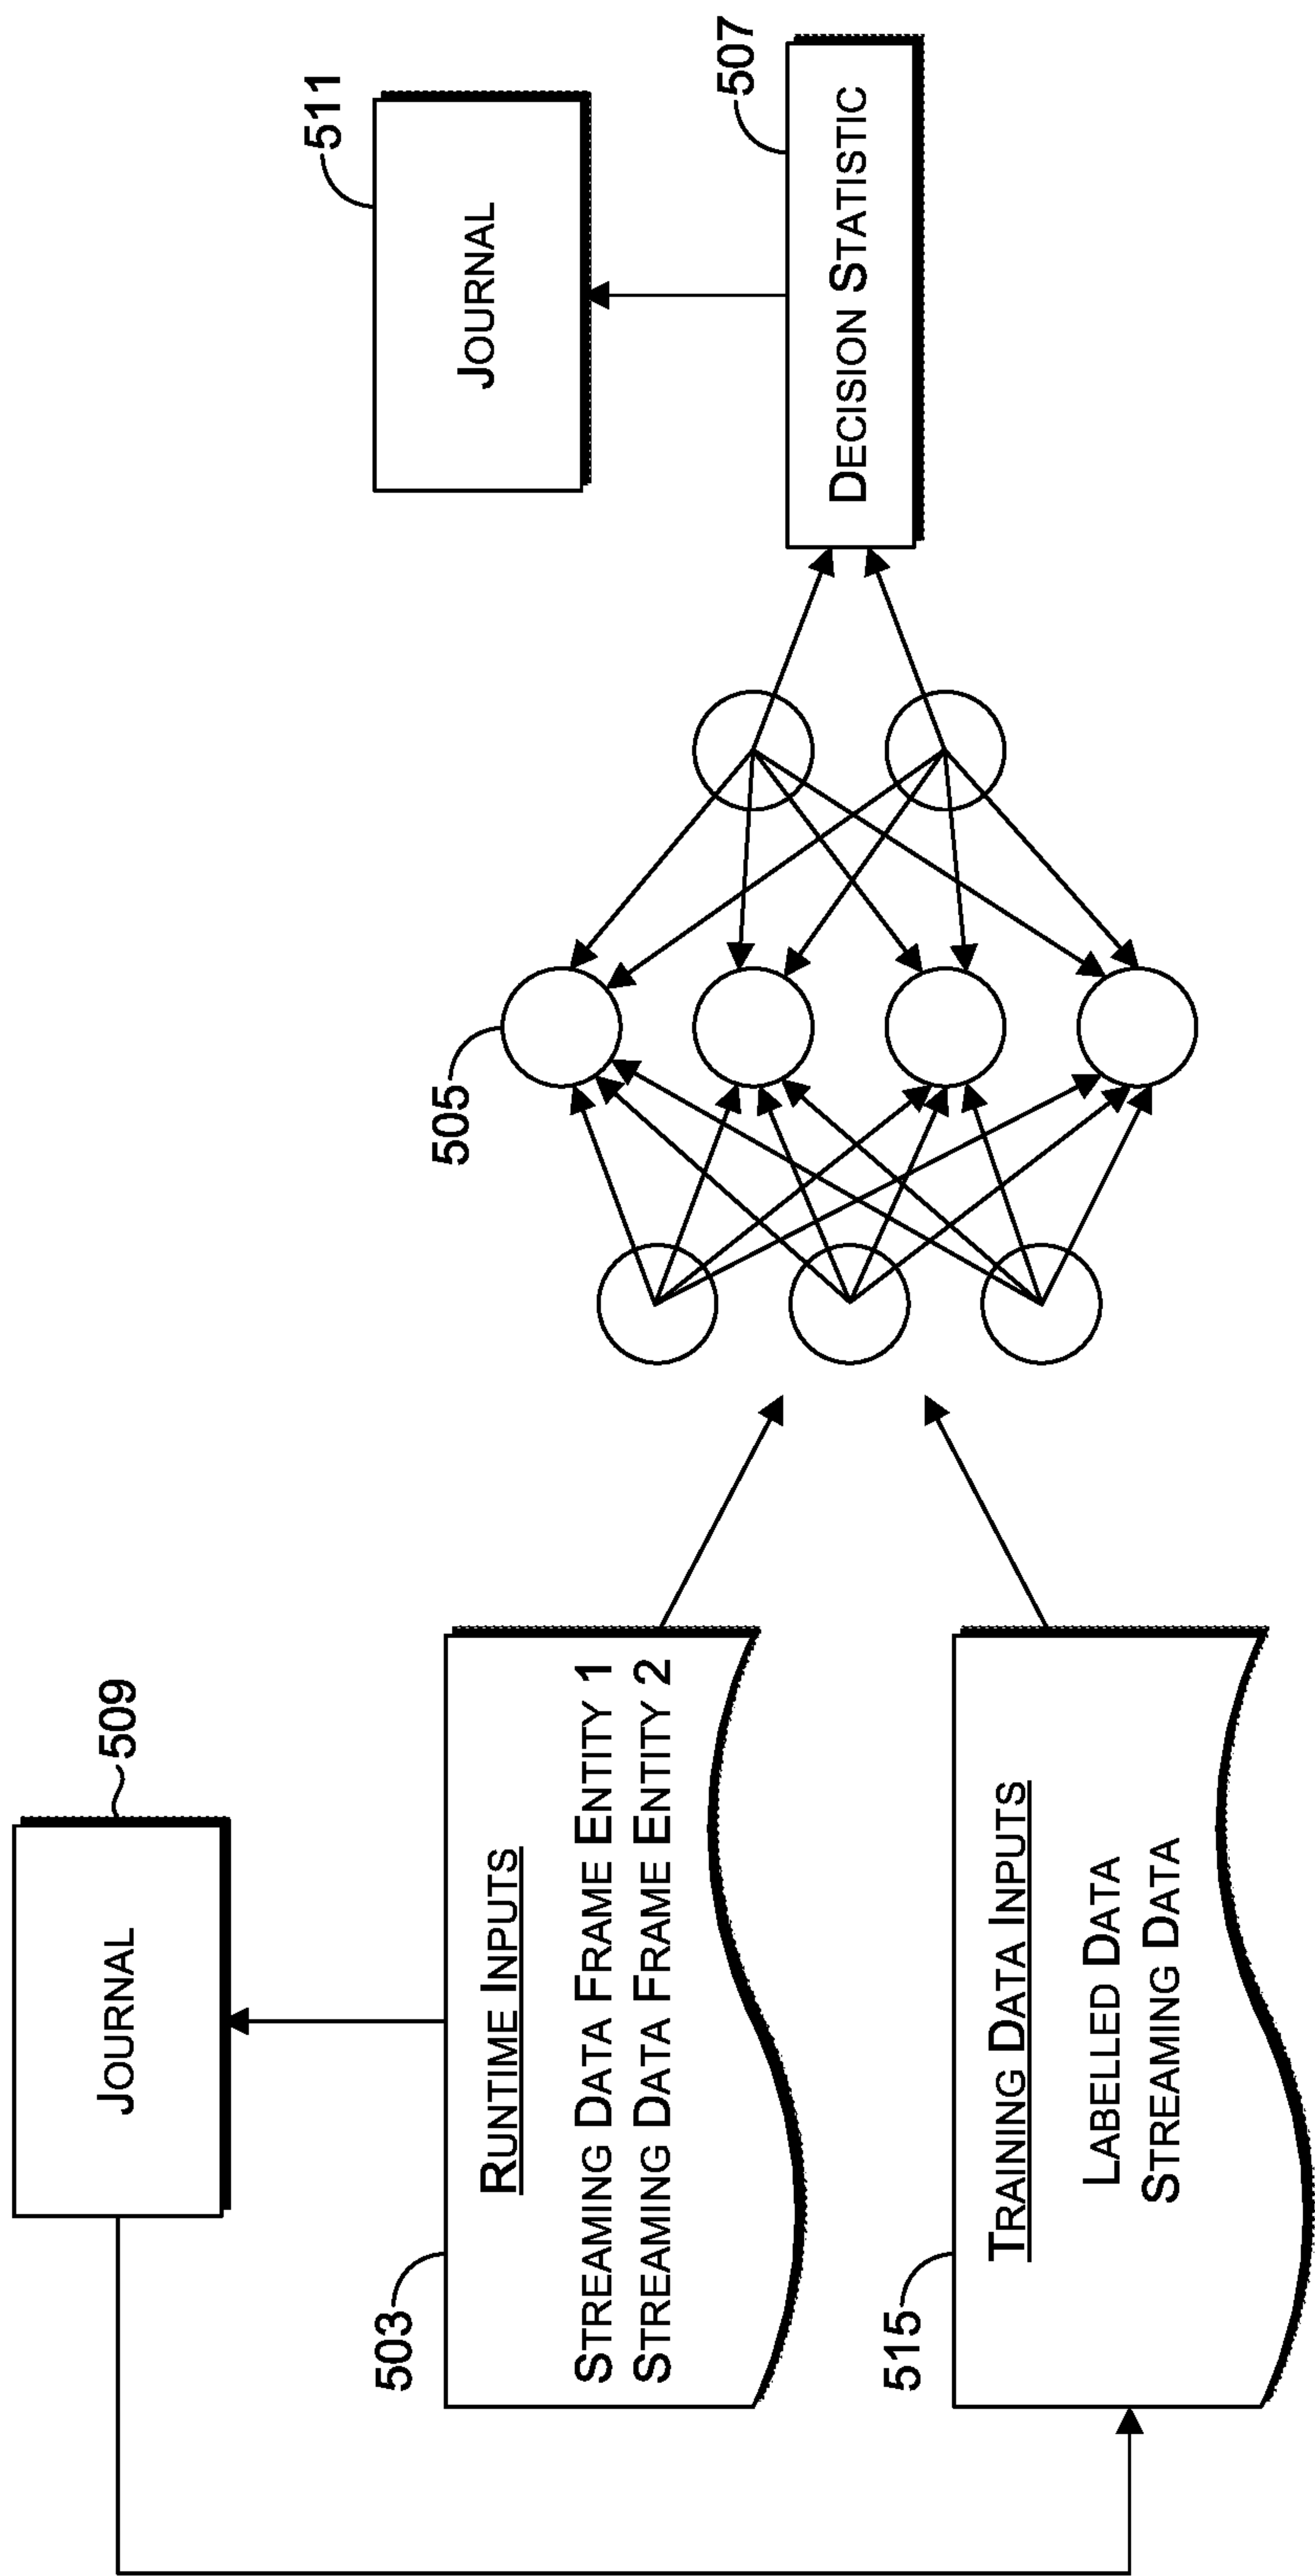 509
JOURNAL
503
RUNTIME INPUTS
STREAMING DATA FRAME ENTITY 1
STREAMING DATA FRAME ENTITY 2
515
TRAINING DATA INPUTS
LABELLED DATA
STREAMING DATA
505
511
JOURNAL
507
DECISION STATISTIC